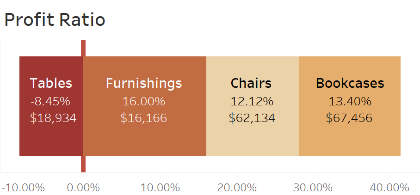 Profit Ratio
Tables Furnishings Chairs Bookcases
-8.45% 16.00% 12.12% 13.40%
$18,934 $16,166 $62,134 $67,456
-10.00% 0.00% 10.00% 20.00% 30.00% 40.00%